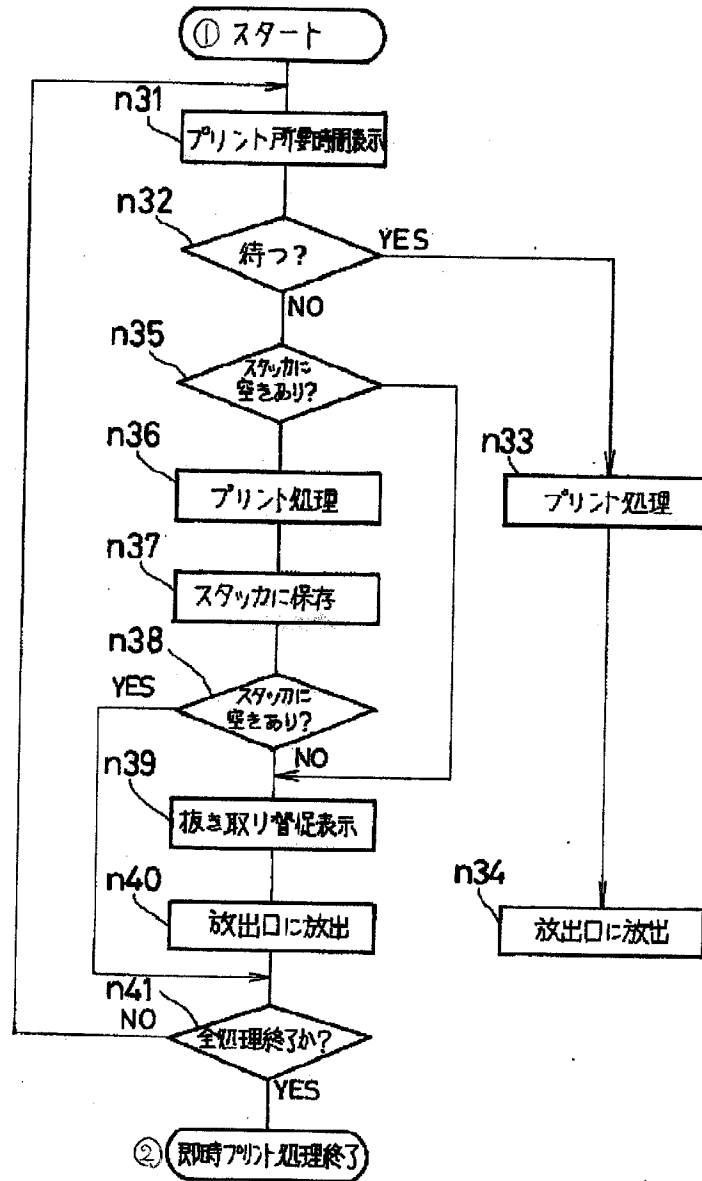 ① スタート
n31
プリント所要時間表示
n32
待つ?
YES
NO
n35
スタッカに
空きあり?
n36
プリント処理
n33
プリント処理
n37
スタッカに保存
n38
YES
スタッカに
空きあり?
NO
n39
抜き取り督促表示
n40
放出口に放出
n34
放出口に放出
n41
NO
全処理終了か?
YES
② 即時プリント処理終了